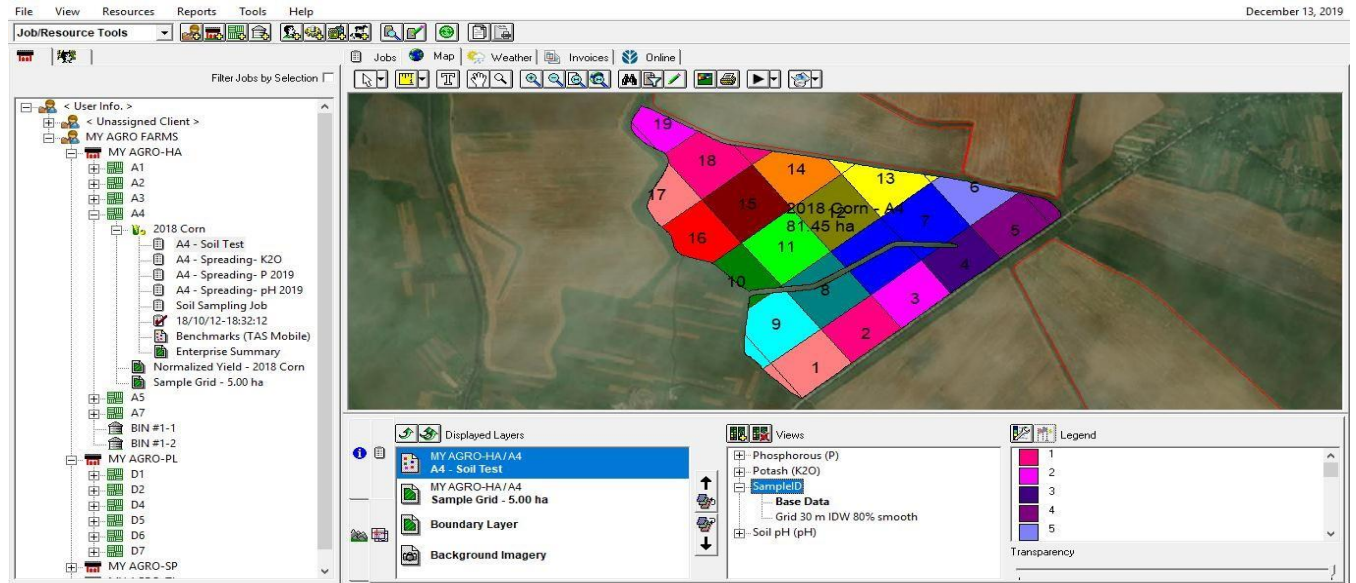 File View Resources Reports Tools Help December 13, 2019
Job/Resource Tools
Jobs Map Weather Invoices Online
Filter Jobs by Selection
< User Info. >
< Unassigned Client >
MY AGRO FARMS
MY AGRO-HA
A1
A2
A3
A4
2018 Corn
A4 - Soil Test
A4 - Spreading- K2O
A4 - Spreading- P 2019
A4 - Spreading- pH 2019
Soil Sampling Job
18/10/12-18:32:12
Benchmarks (TAS Mobile)
Enterprise Summary
Normalized Yield - 2018 Corn
Sample Grid - 5.00 ha
A5
A7
BIN #1-1
BIN #1-2
MY AGRO-PL
D1
D2
D4
D5
D6
D7
MY AGRO-SP
19
18
14
13
6
17
15
2018 Corn - A4
12
7
81.45 ha
16
11
5
10
8
4
3
9
2
1
Displayed Layers
MY AGRO-HA/A4
A4 - Soil Test
MY AGRO-HA/A4
Sample Grid - 5.00 ha
Boundary Layer
Background Imagery
Views
Phosphorous (P)
Potash (K2O)
SampleID
Base Data
Grid 30 m IDW 80% smooth
Soil pH (pH)
Legend
1
2
3
4
5
Transparency